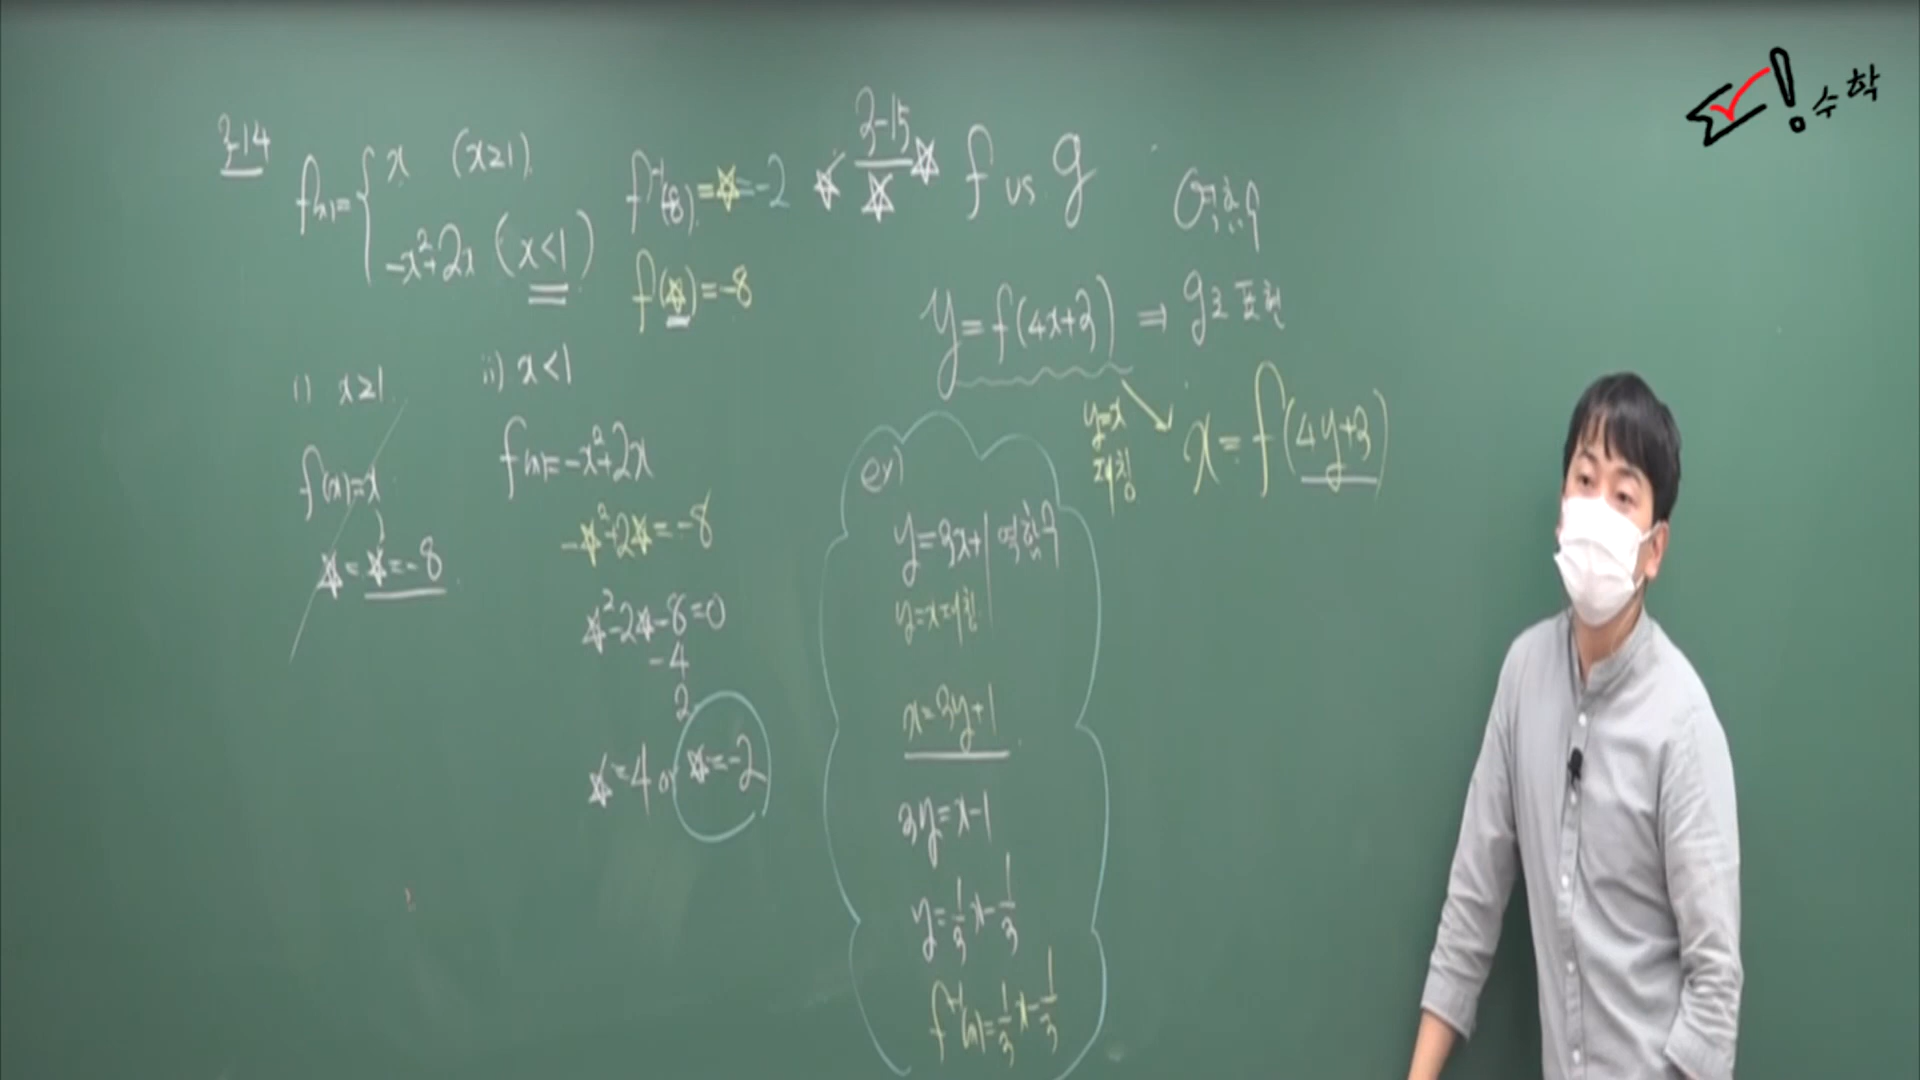 3-14
f(x)= { x (x≥1)
-x²+2x (x<1)
f⁻¹(-8)=☆=-2
f(☆)=-8
i) x≥1
f(x)=x
☆=☆=-8
ii) x<1
f(x)=-x²+2x
-☆²+2☆=-8
☆²-2☆-8=0
-4
2
☆=4 or ☆=-2
☆ 3-15 ☆
☆
f vs g
역함수
y=f(4x+3) ⇒ g로 표현
y=x
대칭
x=f(4y+3)
ex)
y=3x+1 역함수
y=x대칭
x=3y+1
3y=x-1
y=1/3x-1/3
f⁻¹(x)=1/3x-1/3
! 수학